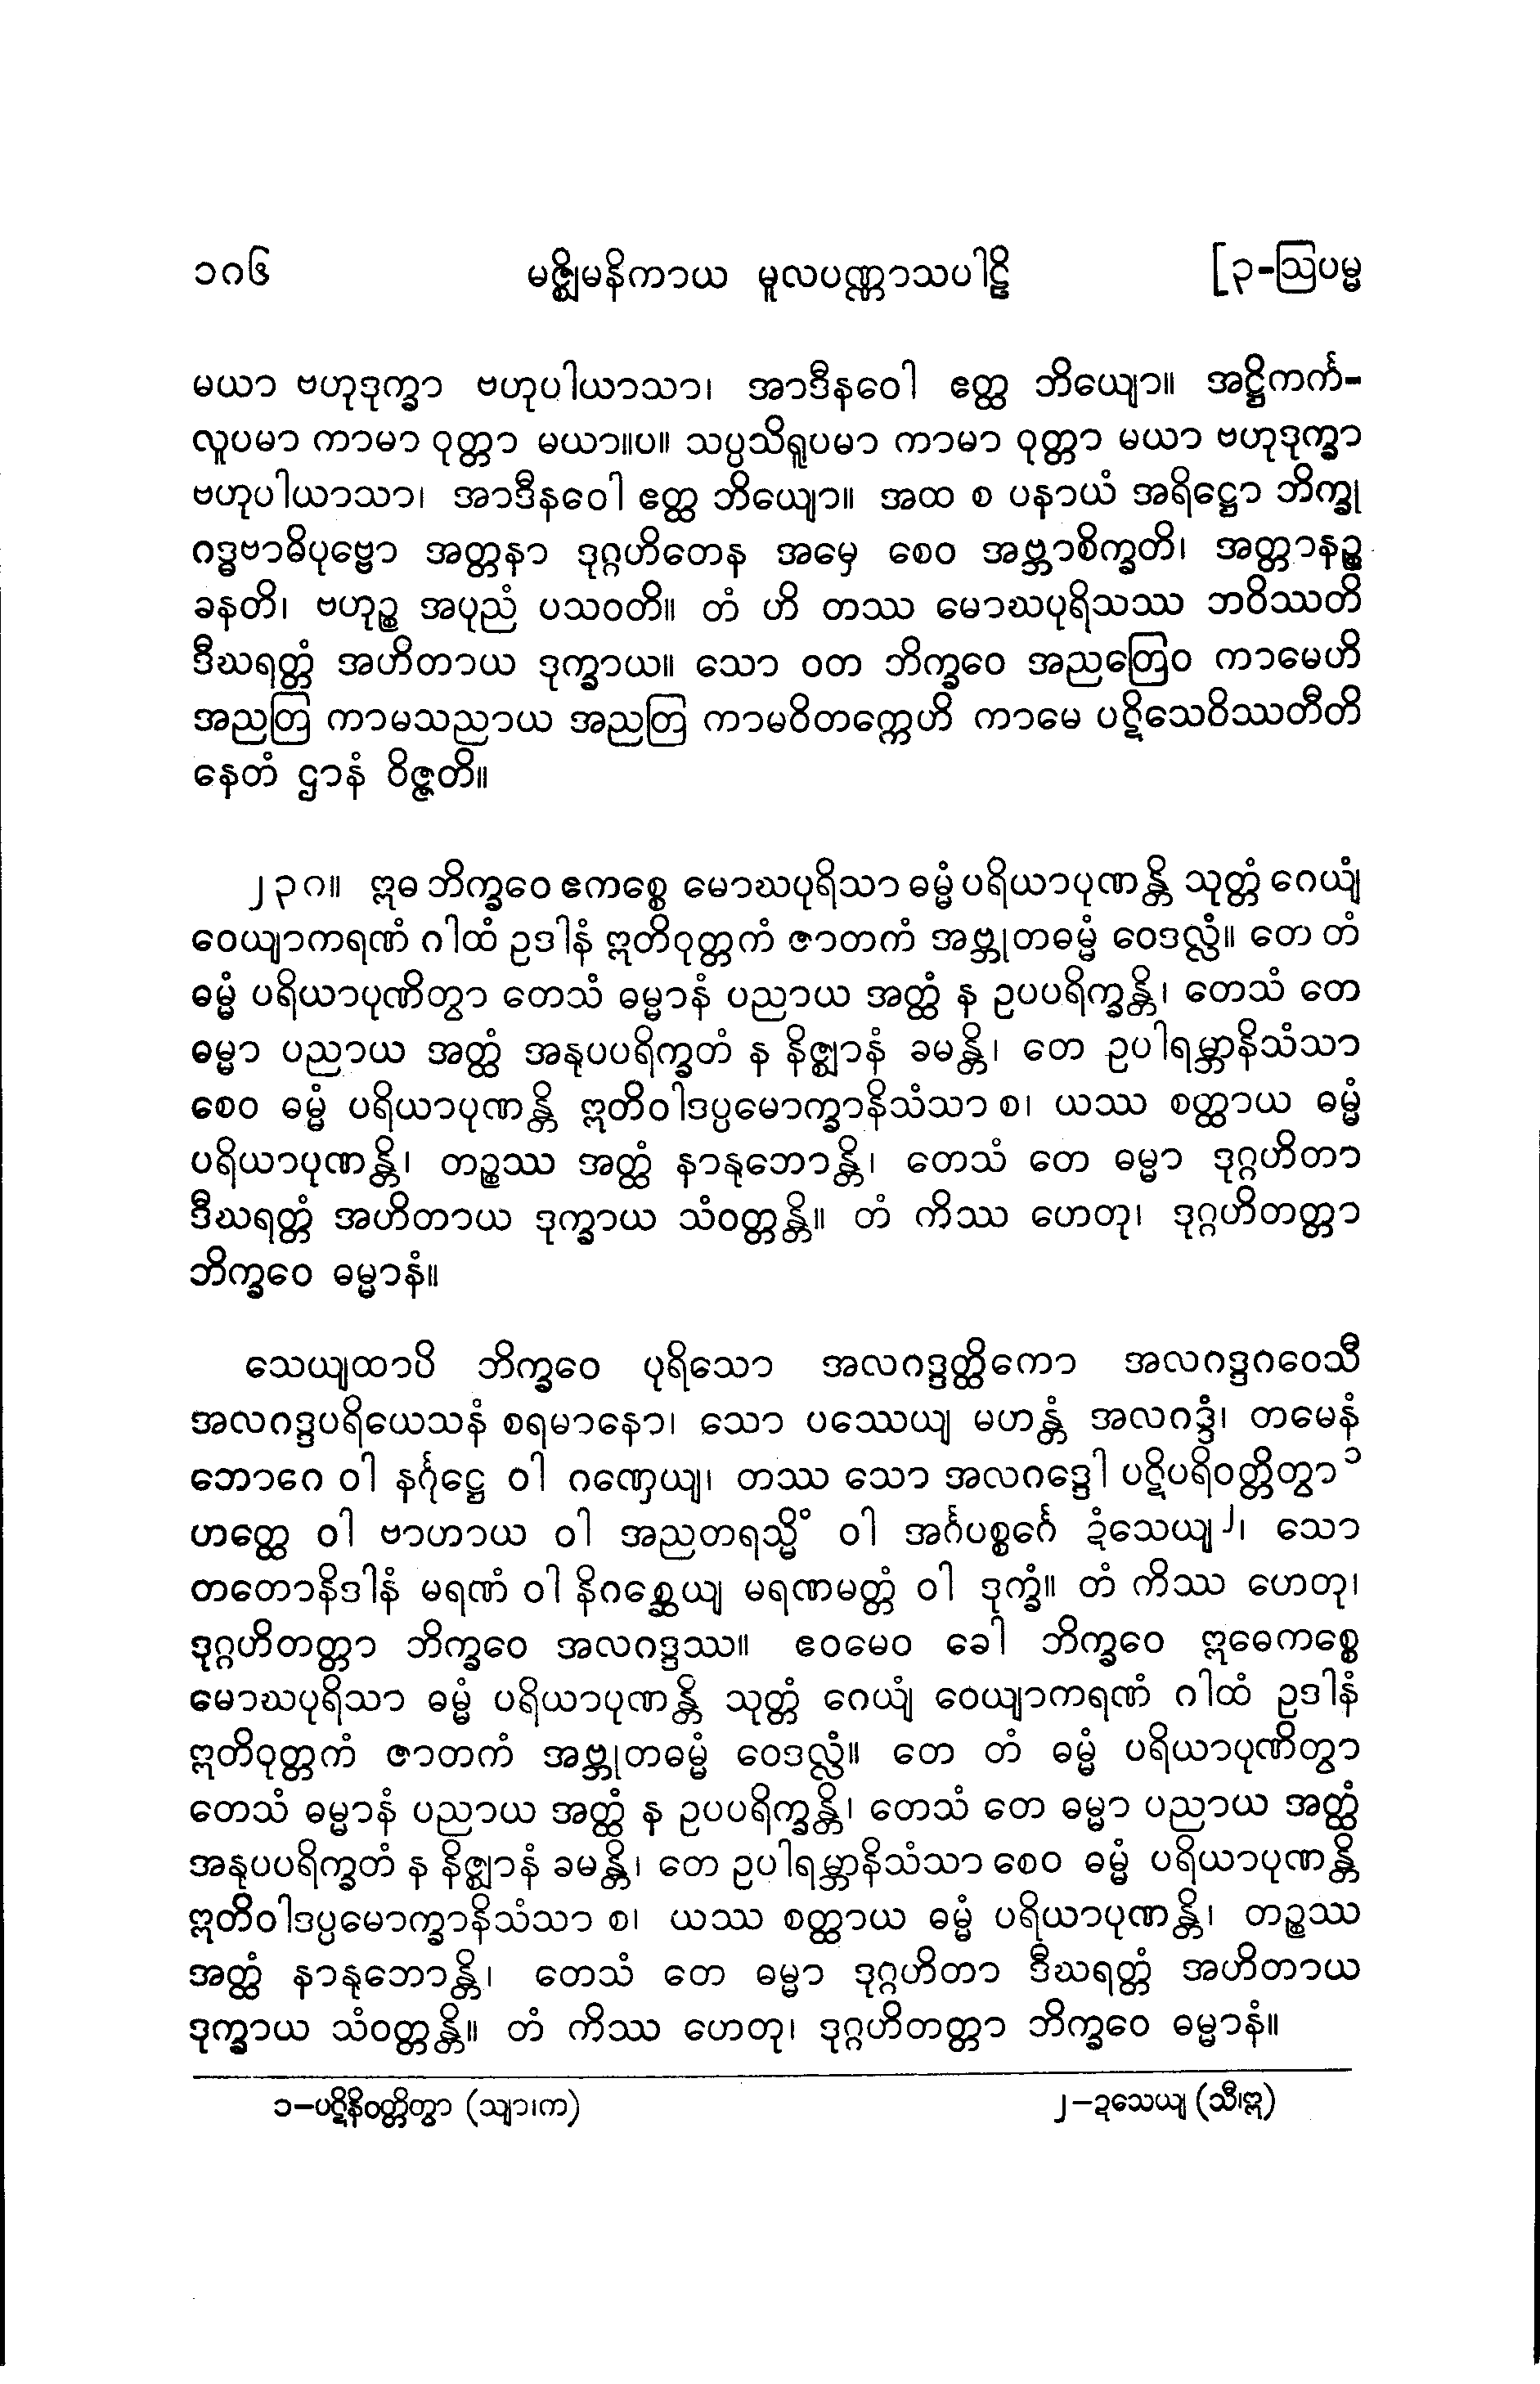 ၁၈၆ မဇ္ဈိမနိကာယ မူလပဏ္ဏာသပါဠိ [၃-ဩပမ္မ
မယာ ဗဟုဒုက္ခာ ဗဟုပါယာသာ၊ အာဒီနဝေါ ဧတ္ထ ဘိယျော။ အဋ္ဌိကင်္က-
လူပမာ ကာမာ ဝုတ္တာ မယာ။ပ။ သပ္ပသိရူပမာ ကာမာ ဝုတ္တာ မယာ ဗဟုဒုက္ခာ
ဗဟုပါယာသာ၊ အာဒီနဝေါ ဧတ္ထ ဘိယျော။ အထ စ ပနာယံ အရိဋ္ဌော ဘိက္ခု
ဂဒ္ဓဗာဓိပုဗ္ဗော အတ္တနာ ဒုဂ္ဂဟိတေန အမှေ စေဝ အဗ္ဘာစိက္ခတိ၊ အတ္တာနဉ္စ
ခနတိ၊ ဗဟုဉ္စ အပုညံ ပသဝတိ။ တံ ဟိ တဿ မောဃပုရိသဿ ဘဝိဿတိ
ဒီဃရတ္တံ အဟိတာယ ဒုက္ခာယ။ သော ဝတ ဘိက္ခဝေ အညတြေဝ ကာမေဟိ
အညတြ ကာမသညာယ အညတြ ကာမဝိတက္ကေဟိ ကာမေ ပဋိသေဝိဿတီတိ
နေတံ ဌာနံ ဝိဇ္ဇတိ။
၂၃၈။ ဣဓ ဘိက္ခဝေ ဧကစ္စေ မောဃပုရိသာ ဓမ္မံ ပရိယာပုဏန္တိ သုတ္တံ ဂေယျံ
ဝေယျာကရဏံ ဂါထံ ဥဒါနံ ဣတိဝုတ္တကံ ဇာတကံ အဗ္ဘုတဓမ္မံ ဝေဒလ္လံ။ တေ တံ
ဓမ္မံ ပရိယာပုဏိတွာ တေသံ ဓမ္မာနံ ပညာယ အတ္ထံ န ဥပပရိက္ခန္တိ၊ တေသံ တေ
ဓမ္မာ ပညာယ အတ္ထံ အနုပပရိက္ခတံ န နိဇ္ဈာနံ ခမန္တိ၊ တေ ဥပါရမ္ဘာနိသံသာ
စေဝ ဓမ္မံ ပရိယာပုဏန္တိ ဣတိဝါဒပ္ပမောက္ခာနိသံသာ စ၊ ယဿ စတ္ထာယ ဓမ္မံ
ပရိယာပုဏန္တိ၊ တဉ္စဿ အတ္ထံ နာနုဘောန္တိ၊ တေသံ တေ ဓမ္မာ ဒုဂ္ဂဟိတာ
ဒီဃရတ္တံ အဟိတာယ ဒုက္ခာယ သံဝတ္တန္တိ။ တံ ကိဿ ဟေတု၊ ဒုဂ္ဂဟိတတ္တာ
ဘိက္ခဝေ ဓမ္မာနံ။
သေယျထာပိ ဘိက္ခဝေ ပုရိသော အလဂဒ္ဒတ္ထိကော အလဂဒ္ဒဂဝေသီ
အလဂဒ္ဒပရိယေသနံ စရမာနော၊ သော ပဿေယျ မဟန္တံ အလဂဒ္ဒံ၊ တမေနံ
ဘောဂေ ဝါ နင်္ဂုဋ္ဌေ ဝါ ဂဏှေယျ၊ တဿ သော အလဂဒ္ဒေါ ပဋိပရိဝတ္တိတွာ ၁
ဟတ္ထေ ဝါ ဗာဟာယ ဝါ အညတရသ္မိံ ဝါ အင်္ဂပစ္စင်္ဂေ ဍံသေယျ ၂၊ သော
တတောနိဒါနံ မရဏံ ဝါ နိဂစ္ဆေယျ မရဏမတ္တံ ဝါ ဒုက္ခံ။ တံ ကိဿ ဟေတု၊
ဒုဂ္ဂဟိတတ္တာ ဘိက္ခဝေ အလဂဒ္ဒဿ။ ဧဝမေဝ ခေါ ဘိက္ခဝေ ဣဓေကစ္စေ
မောဃပုရိသာ ဓမ္မံ ပရိယာပုဏန္တိ သုတ္တံ ဂေယျံ ဝေယျာကရဏံ ဂါထံ ဥဒါနံ
ဣတိဝုတ္တကံ ဇာတကံ အဗ္ဘုတဓမ္မံ ဝေဒလ္လံ။ တေ တံ ဓမ္မံ ပရိယာပုဏိတွာ
တေသံ ဓမ္မာနံ ပညာယ အတ္ထံ န ဥပပရိက္ခန္တိ၊ တေသံ တေ ဓမ္မာ ပညာယ အတ္ထံ
အနုပပရိက္ခတံ န နိဇ္ဈာနံ ခမန္တိ၊ တေ ဥပါရမ္ဘာနိသံသာ စေဝ ဓမ္မံ ပရိယာပုဏန္တိ
ဣတိဝါဒပ္ပမောက္ခာနိသံသာ စ၊ ယဿ စတ္ထာယ ဓမ္မံ ပရိယာပုဏန္တိ၊ တဉ္စဿ
အတ္ထံ နာနုဘောန္တိ၊ တေသံ တေ ဓမ္မာ ဒုဂ္ဂဟိတာ ဒီဃရတ္တံ အဟိတာယ
ဒုက္ခာယ သံဝတ္တန္တိ။ တံ ကိဿ ဟေတု၊ ဒုဂ္ဂဟိတတ္တာ ဘိက္ခဝေ ဓမ္မာနံ။
၁-ပဋိနိဝတ္တိတွာ (သျာ၊က) ၂-ဍသေယျ (သီ၊ဣ)